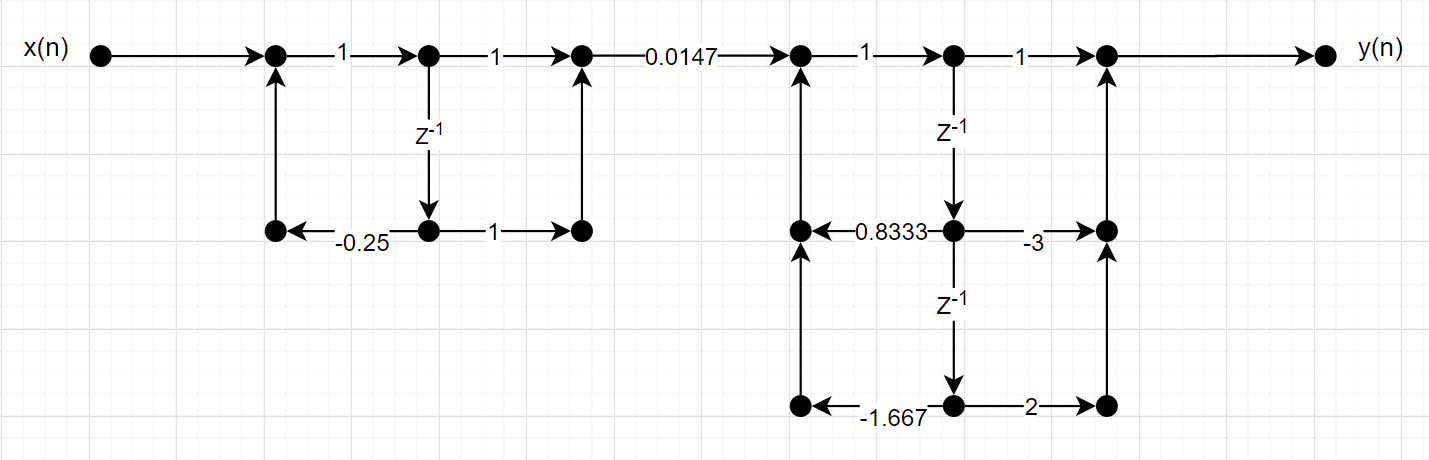 x(n) 1 1 0.0147 1 1 y(n)
Z-1 Z-1
-0.25 1 0.8333 -3
Z-1
-1.667 2